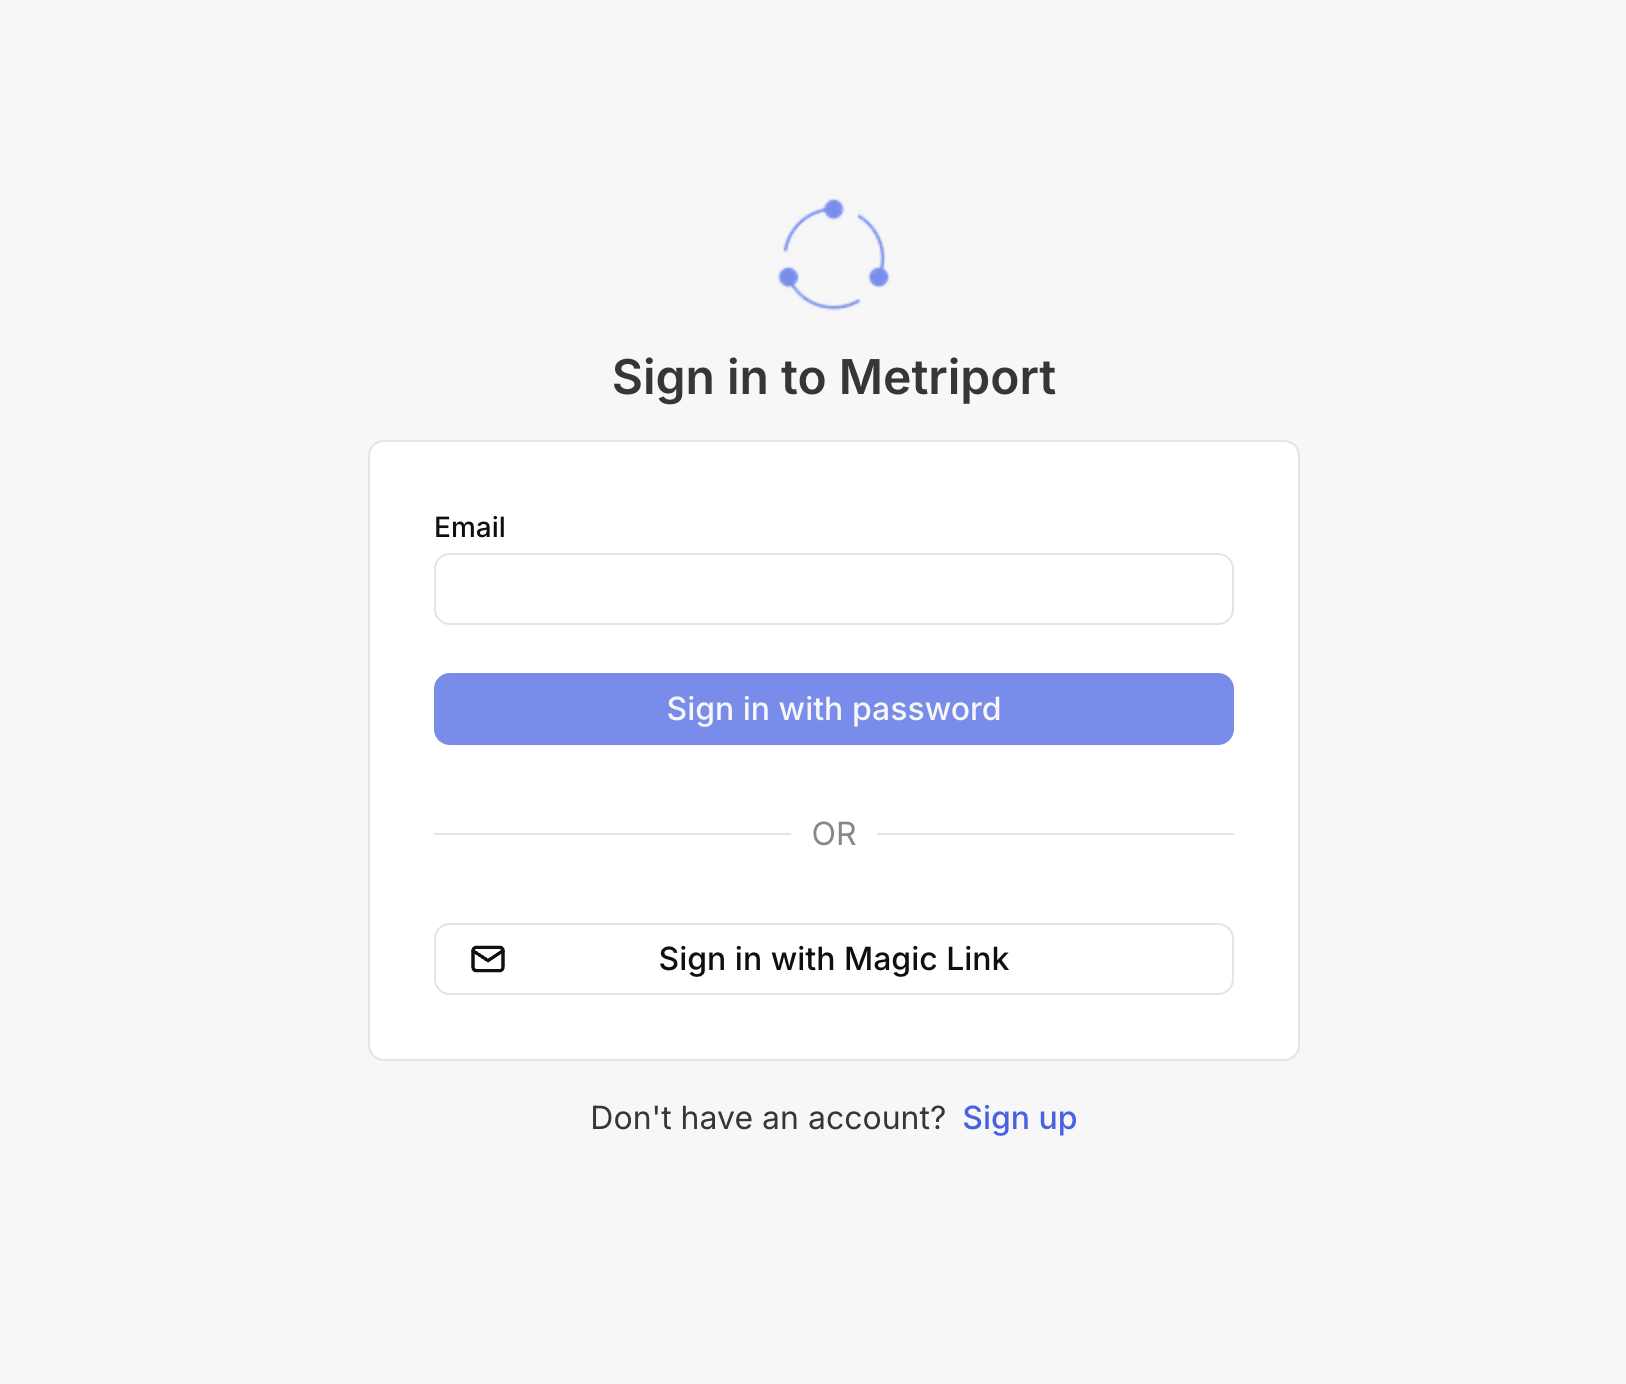 Sign in to Metriport
Email
Sign in with password
OR
Sign in with Magic Link
Don't have an account? Sign up